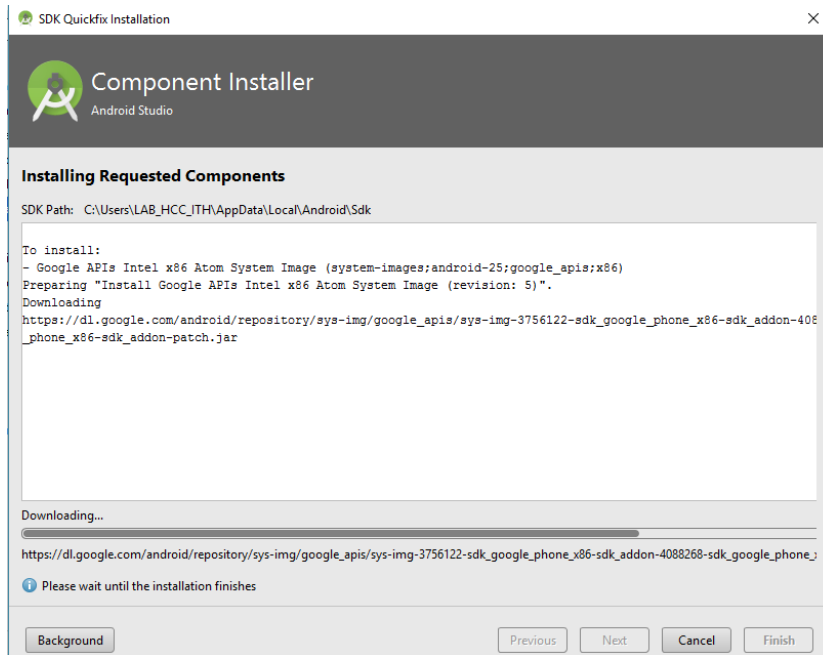 SDK Quickfix Installation
Component Installer
Android Studio
Installing Requested Components
SDK Path: C:\Users\LAB_HCC_ITH\AppData\Local\Android\Sdk
To install:
- Google APIs Intel x86 Atom System Image (system-images;android-25;google_apis;x86)
Preparing "Install Google APIs Intel x86 Atom System Image (revision: 5)".
Downloading
https://dl.google.com/android/repository/sys-img/google_apis/sys-img-3756122-sdk_google_phone_x86-sdk_addon-408
_phone_x86-sdk_addon-patch.jar
Downloading...
https://dl.google.com/android/repository/sys-img/google_apis/sys-img-3756122-sdk_google_phone_x86-sdk_addon-4088268-sdk_google_phone_
Please wait until the installation finishes
Background
Previous
Next
Cancel
Finish